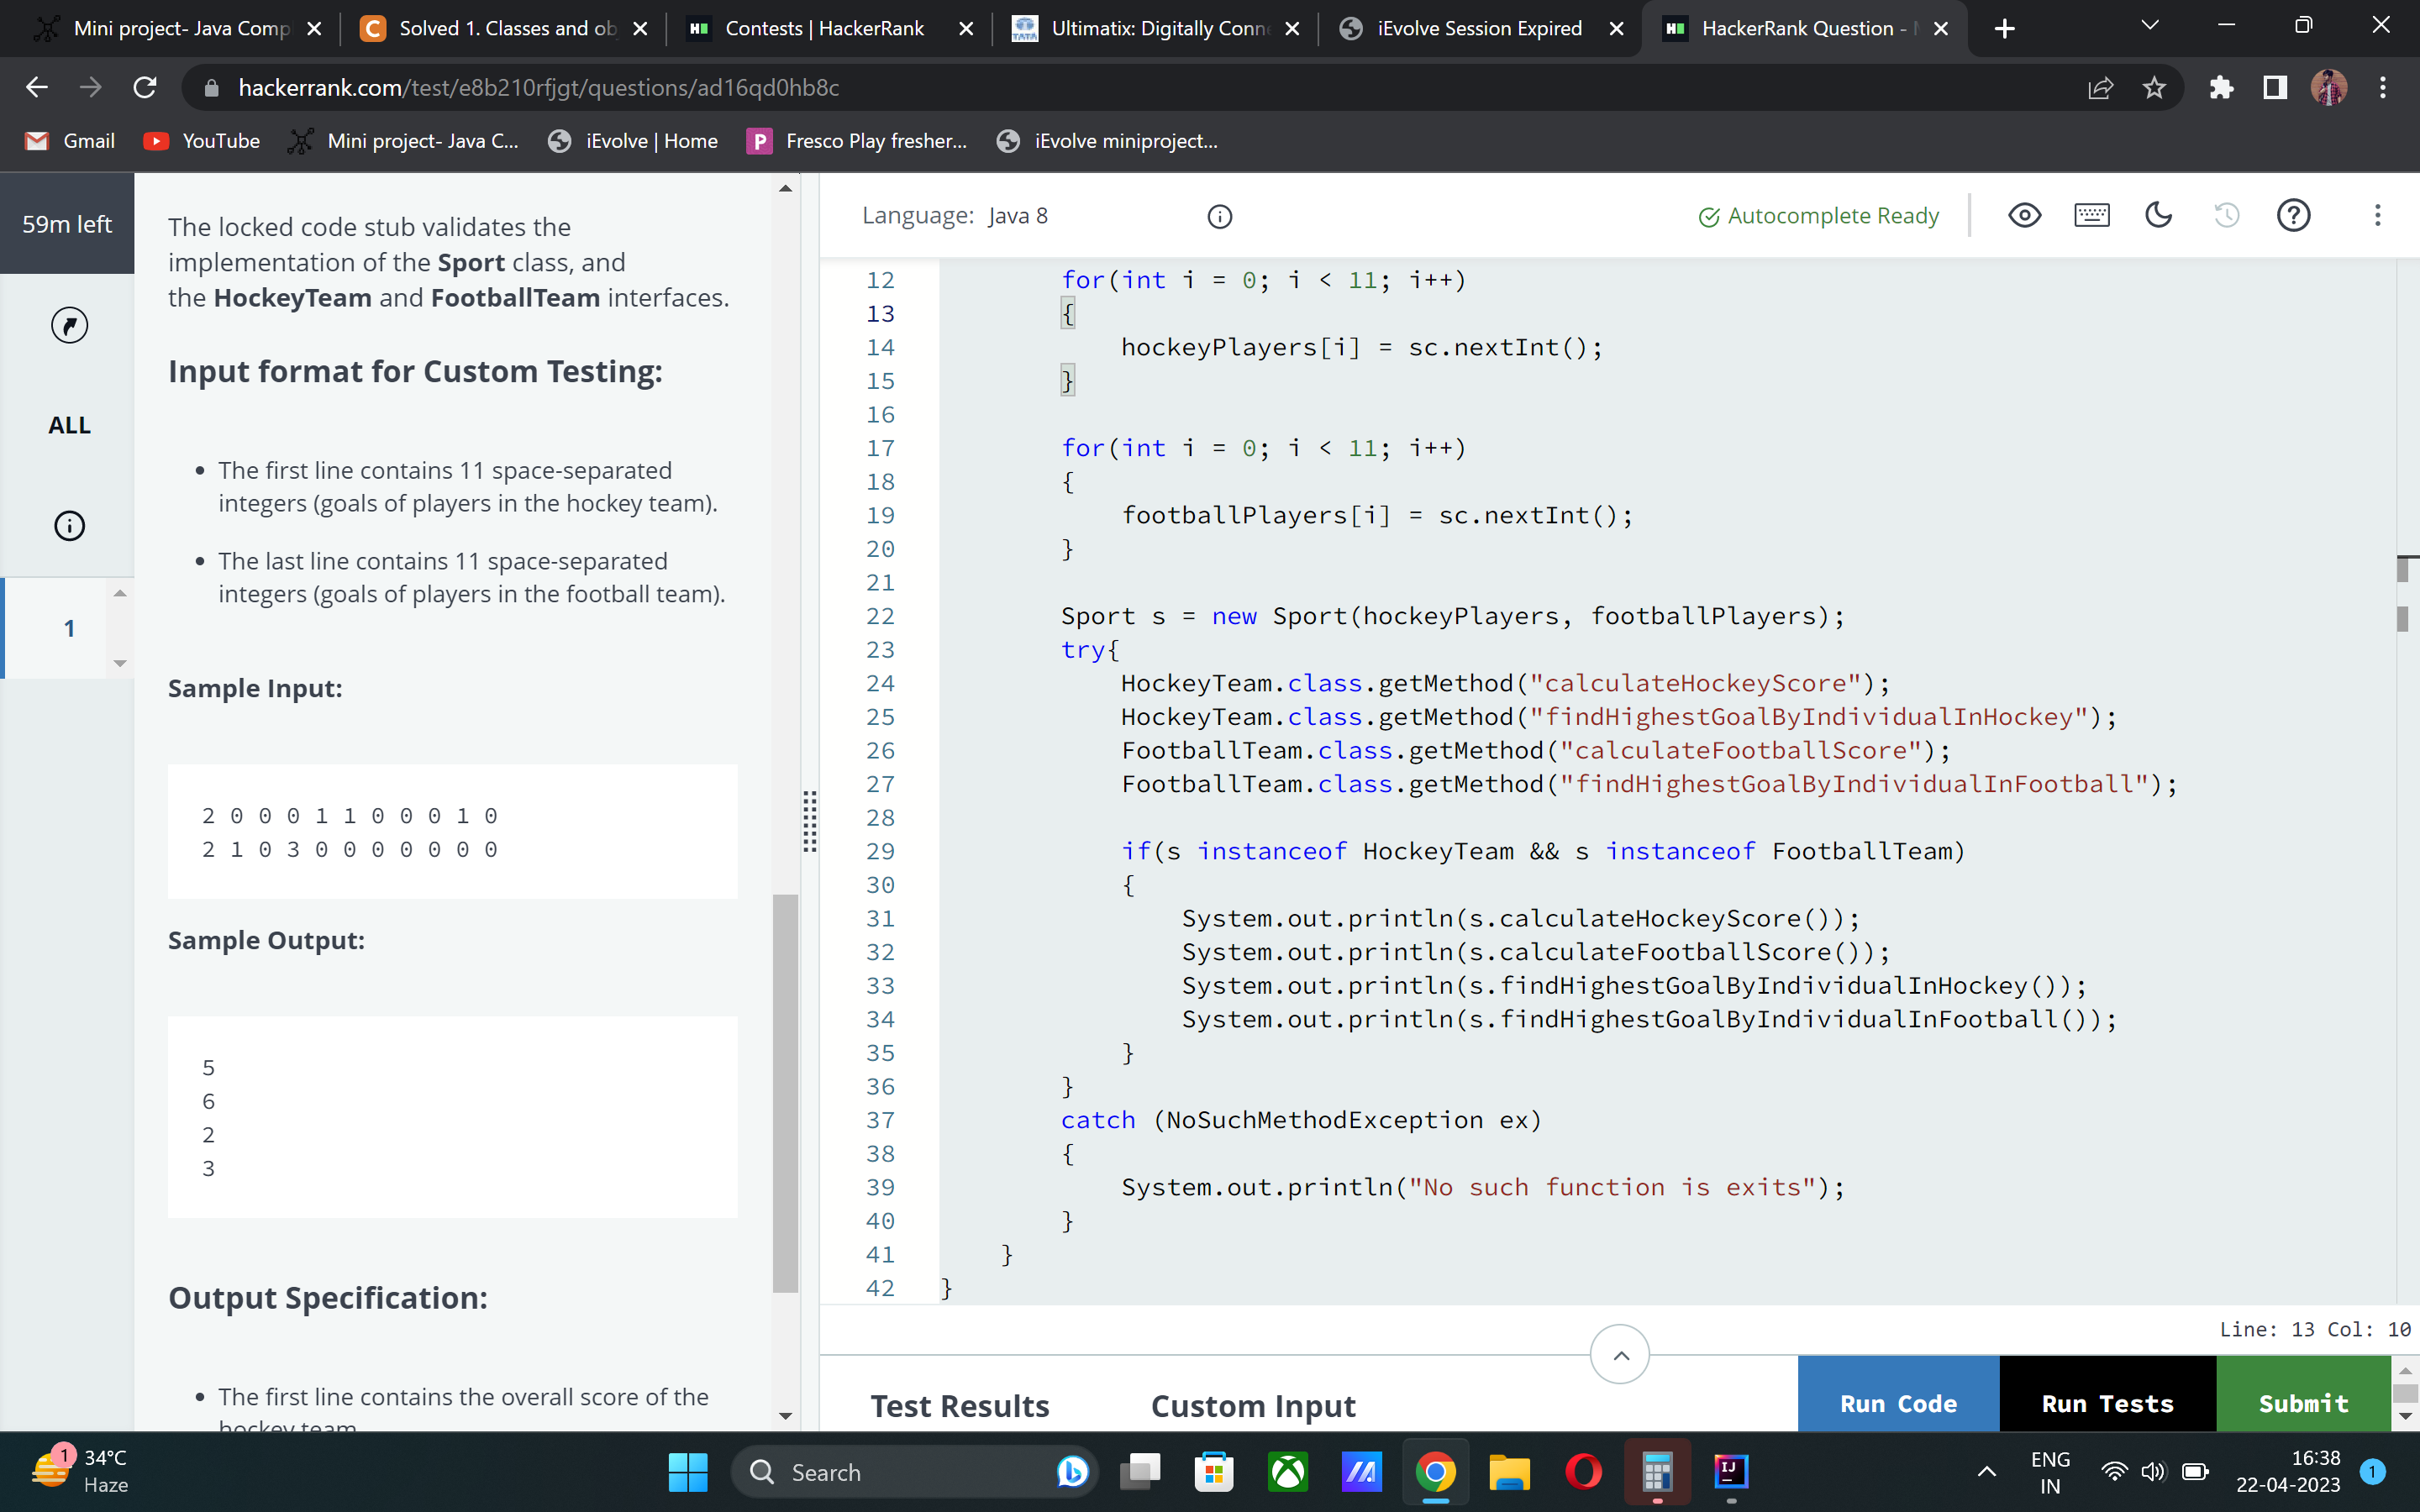 Mini project- Java Comp
Solved 1. Classes and ob
Contests | HackerRank
Ultimatix: Digitally Conne
iEvolve Session Expired
HackerRank Question -
hackerrank.com/test/e8b210rfjgt/questions/ad16qd0hb8c
Gmail
YouTube
Mini project- Java C...
iEvolve | Home
Fresco Play fresher...
iEvolve miniproject...
59m left
ALL
1
The locked code stub validates the
implementation of the Sport class, and
the HockeyTeam and FootballTeam interfaces.
Input format for Custom Testing:
• The first line contains 11 space-separated
integers (goals of players in the hockey team).
• The last line contains 11 space-separated
integers (goals of players in the football team).
Sample Input:
2 0 0 0 1 1 0 0 0 1 0
2 1 0 3 0 0 0 0 0 0 0
Sample Output:
5
6
2
3
Output Specification:
• The first line contains the overall score of the
hockey team
Language: Java 8
Autocomplete Ready
12 for(int i = 0; i < 11; i++)
13 {
14 hockeyPlayers[i] = sc.nextInt();
15 }
16
17 for(int i = 0; i < 11; i++)
18 {
19 footballPlayers[i] = sc.nextInt();
20 }
21
22 Sport s = new Sport(hockeyPlayers, footballPlayers);
23 try{
24 HockeyTeam.class.getMethod("calculateHockeyScore");
25 HockeyTeam.class.getMethod("findHighestGoalByIndividualInHockey");
26 FootballTeam.class.getMethod("calculateFootballScore");
27 FootballTeam.class.getMethod("findHighestGoalByIndividualInFootball");
28
29 if(s instanceof HockeyTeam && s instanceof FootballTeam)
30 {
31 System.out.println(s.calculateHockeyScore());
32 System.out.println(s.calculateFootballScore());
33 System.out.println(s.findHighestGoalByIndividualInHockey());
34 System.out.println(s.findHighestGoalByIndividualInFootball());
35 }
36 }
37 catch (NoSuchMethodException ex)
38 {
39 System.out.println("No such function is exits");
40 }
41 }
42 }
Line: 13 Col: 10
Test Results
Custom Input
Run Code
Run Tests
Submit
1
34°C
Haze
Search
ENG
IN
16:38
22-04-2023
1